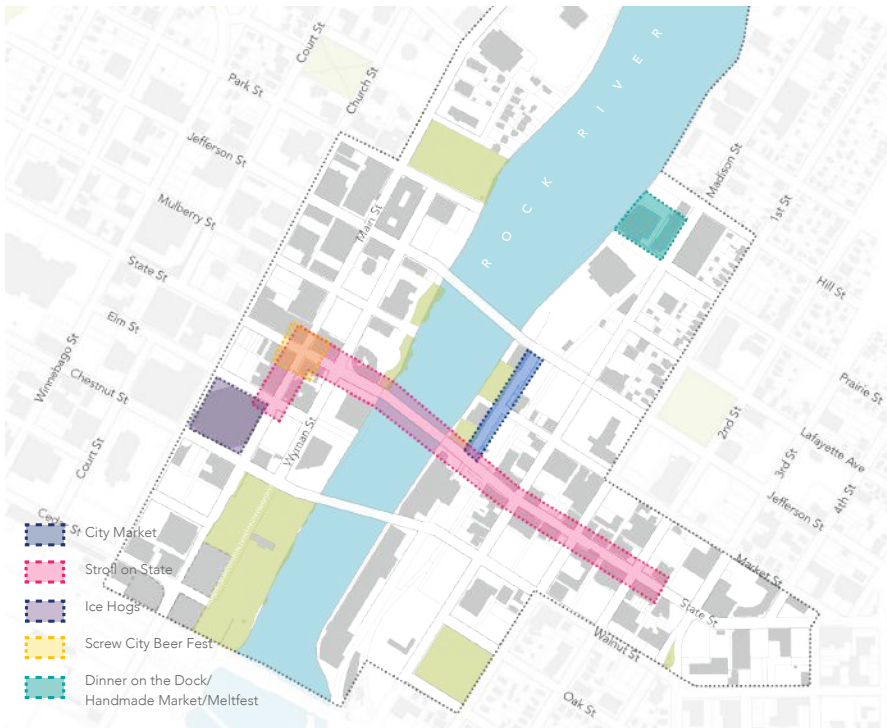 Court St
Park St
Church St
Jefferson St
Mulberry St
Main St
ROCK RIVER
Madison St
1st St
State St
Hill St
Elm St
Winnebago St
Chestnut St
Prairie St
2nd St
Lafayette Ave
Court St
Wyman St
3rd St
4th St
Jefferson St
Cedar St
City Market
Stroll on State
Market St
Ice Hogs
State St
Screw City Beer Fest
Walnut St
Dinner on the Dock/
Handmade Market/Meltfest
Oak St